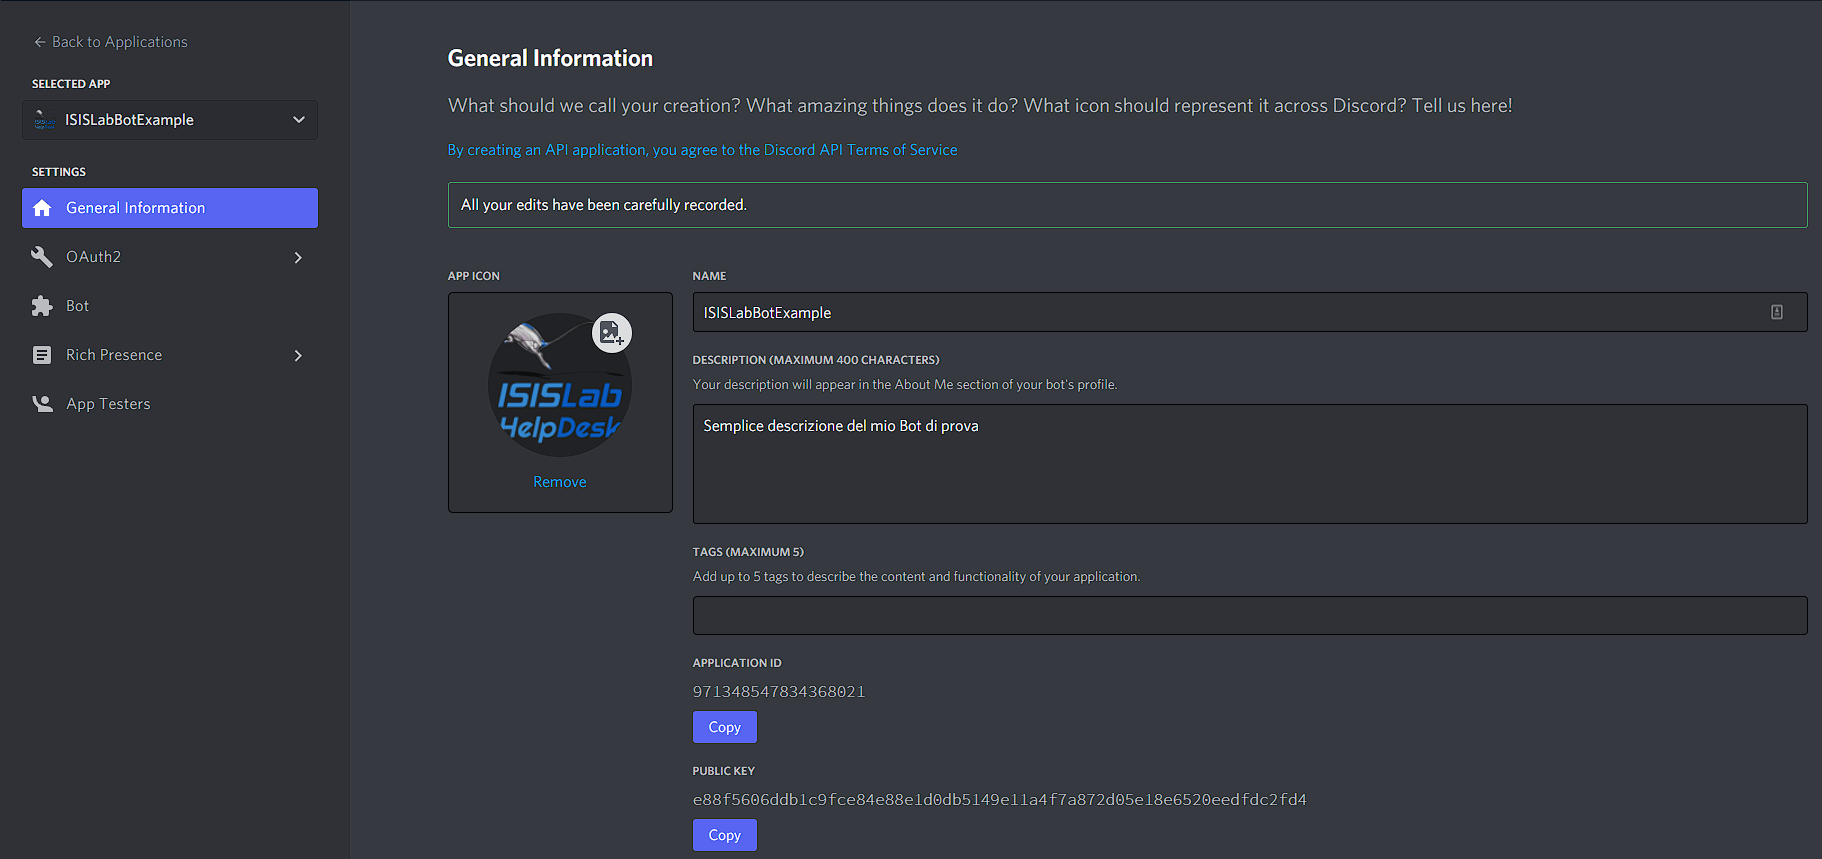 Back to Applications
SELECTED APP
ISISLabBotExample
SETTINGS
General Information
OAuth2
Bot
Rich Presence
App Testers
General Information
What should we call your creation? What amazing things does it do? What icon should represent it across Discord? Tell us here!
By creating an API application, you agree to the Discord API Terms of Service
All your edits have been carefully recorded.
APP ICON
ISISLab
HelpDesk
Remove
NAME
ISISLabBotExample
DESCRIPTION (MAXIMUM 400 CHARACTERS)
Your description will appear in the About Me section of your bot's profile.
Semplice descrizione del mio Bot di prova
TAGS (MAXIMUM 5)
Add up to 5 tags to describe the content and functionality of your application.
APPLICATION ID
971348547834368021
Copy
PUBLIC KEY
e88f5606ddb1c9fce84e88e1d0db5149e11a4f7a872d05e18e6520eedfdc2fd4
Copy